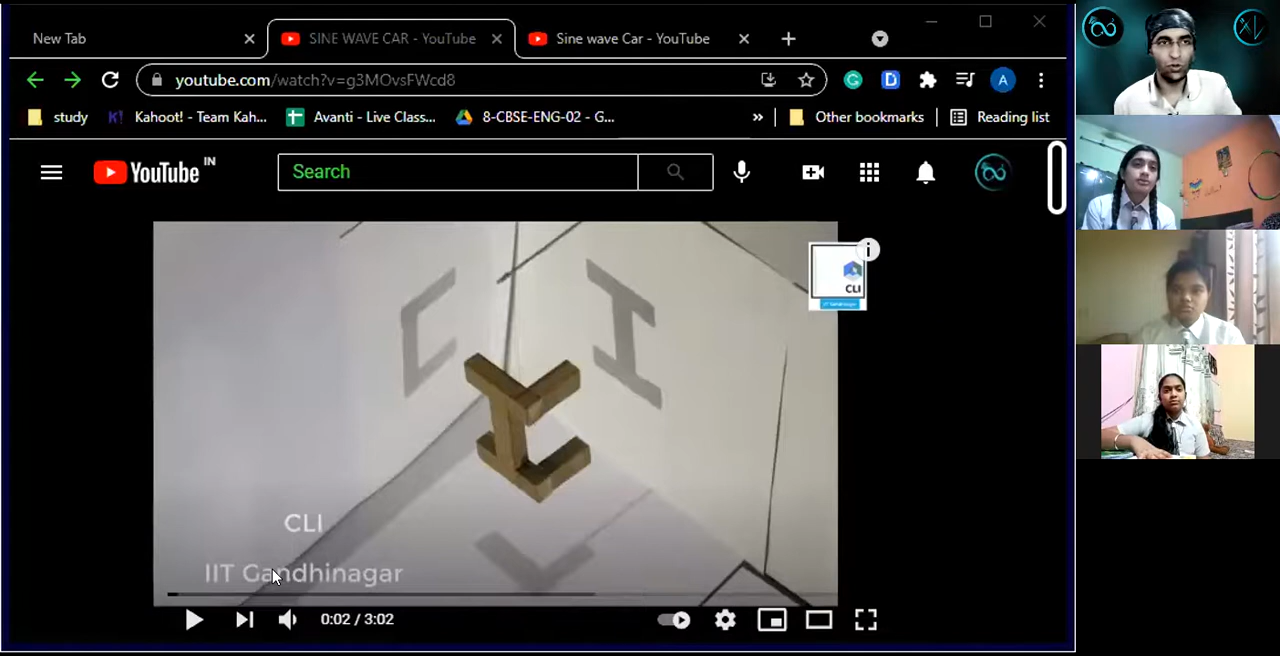 New Tab
SINE WAVE CAR - YouTube
Sine wave Car - YouTube
youtube.com/watch?v=g3MOvsFWcd8
study
Kahoot! - Team Kah...
Avanti - Live Class...
8-CBSE-ENG-02 - G...
»
Other bookmarks
Reading list
A
YouTube IN
Search
i
CLI
CLI
IIT Gandhinagar
0:02 / 3:02